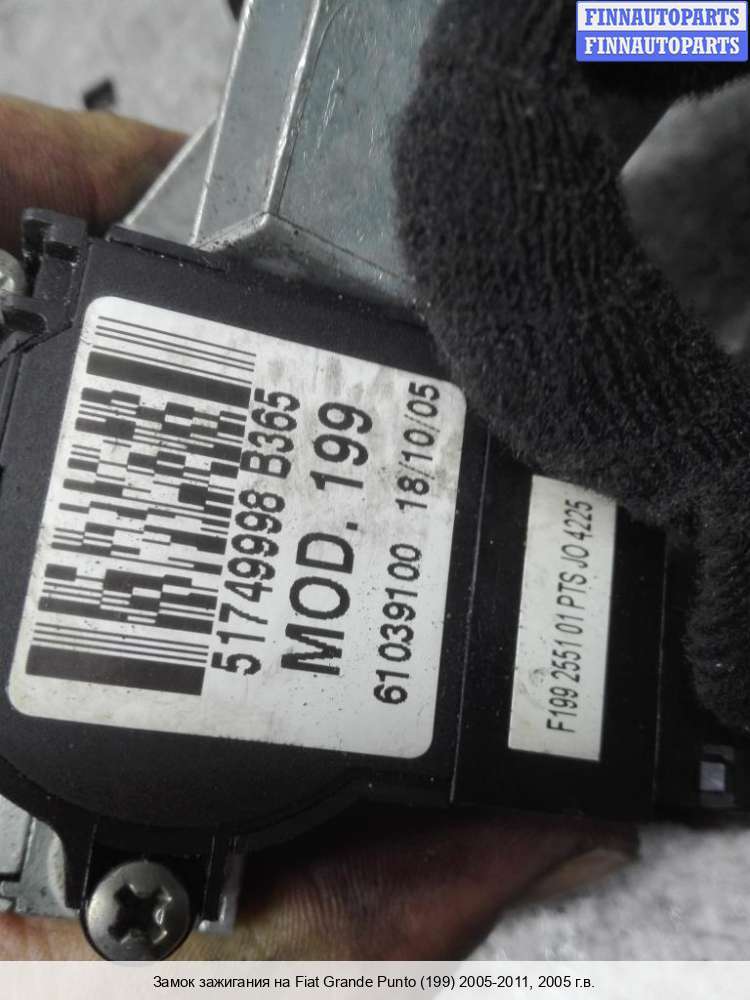 FINNAUTOPARTS
FINNAUTOPARTS
51749998 B365
MOD. 199
61039100 18/10/05
F199 2551 01 PTS JO 4225
Замок зажигания на Fiat Grande Punto (199) 2005-2011, 2005 г.в.